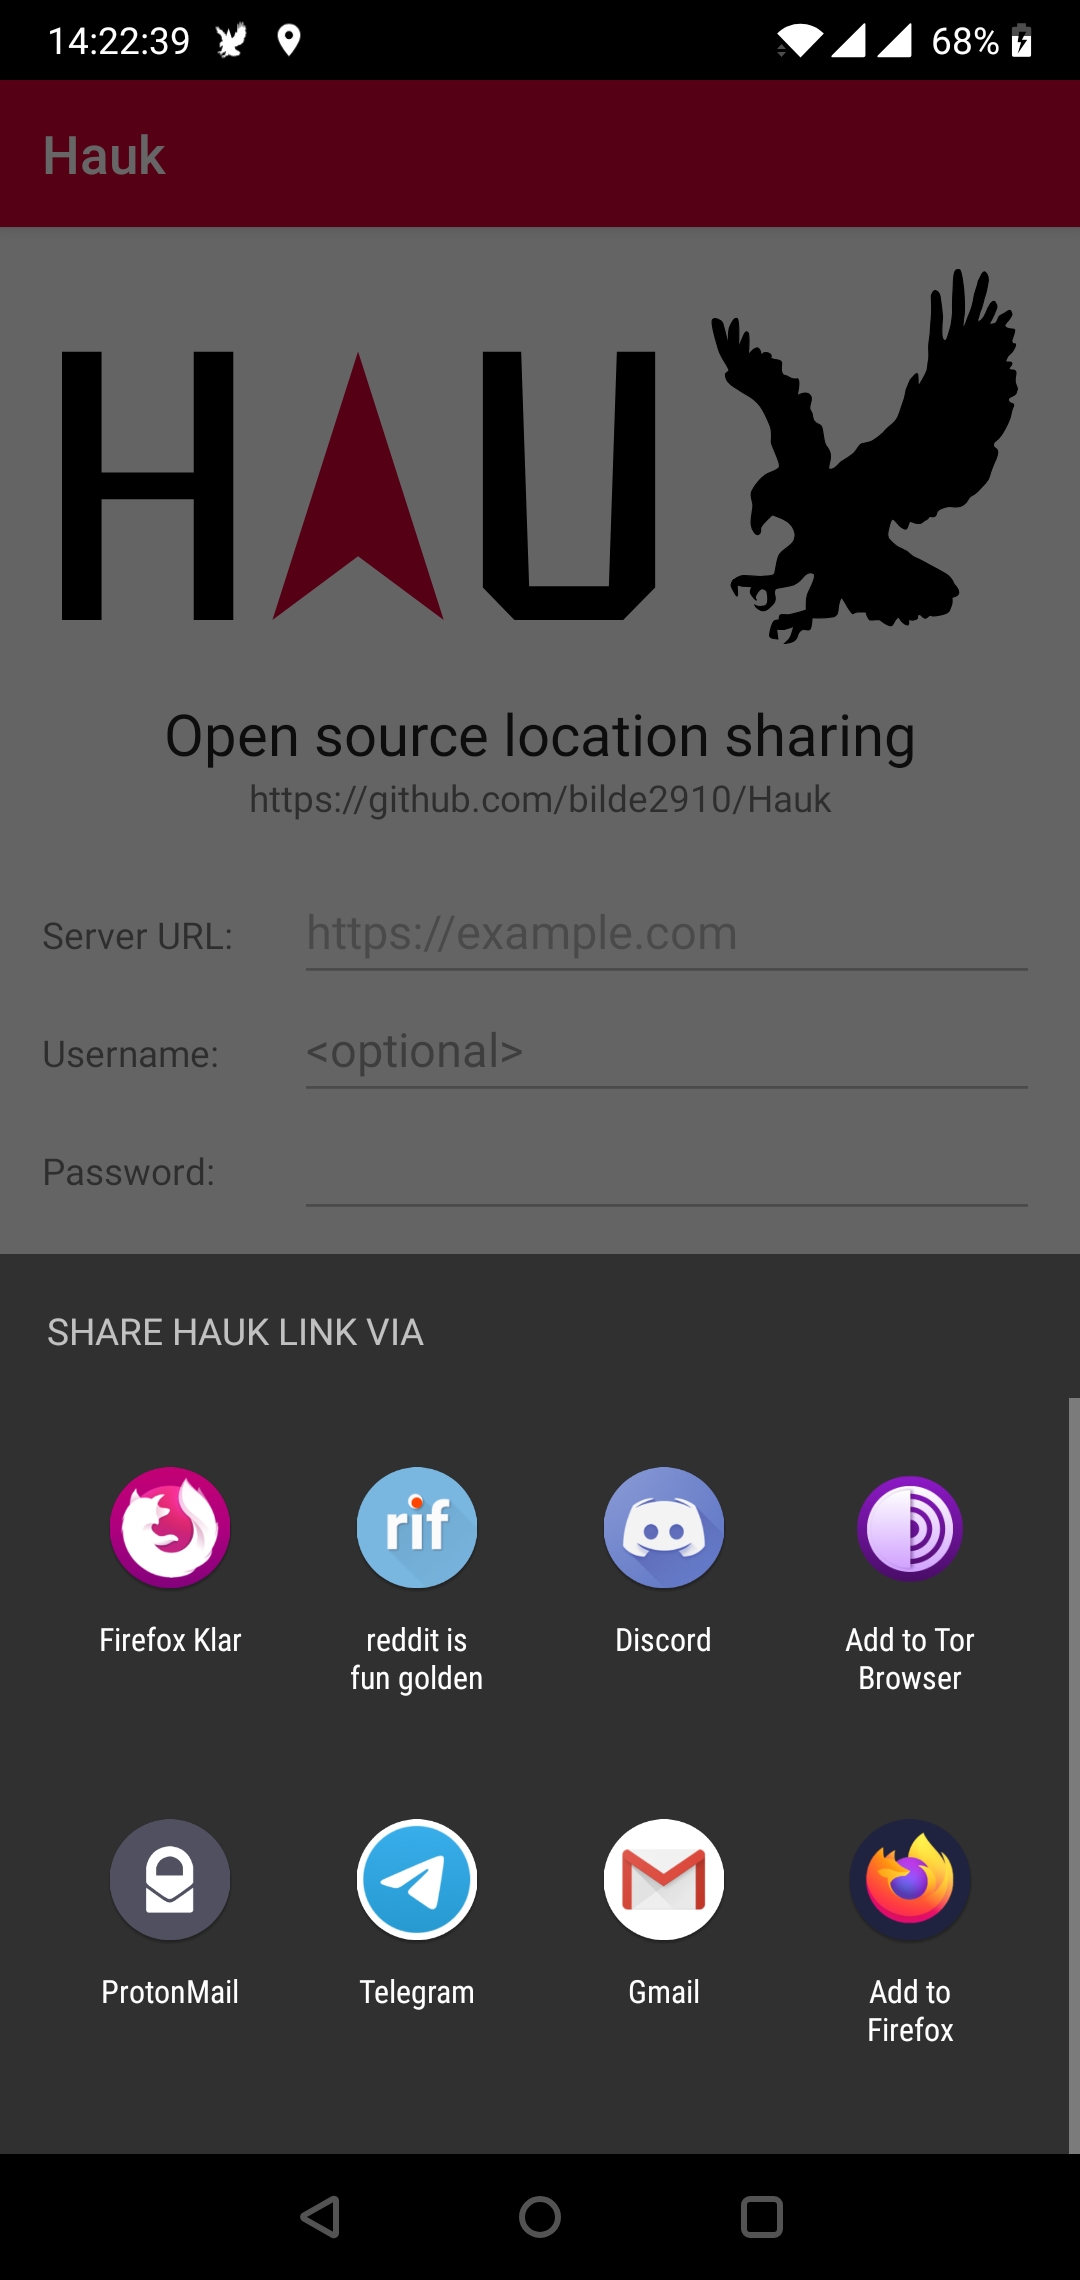 14:22:39 68%
Hauk
HAU
Open source location sharing
https://github.com/bilde2910/Hauk
Server URL: https://example.com
Username: <optional>
Password:
SHARE HAUK LINK VIA
rif
Firefox Klar reddit is Discord Add to Tor
fun golden Browser
ProtonMail Telegram Gmail Add to
Firefox